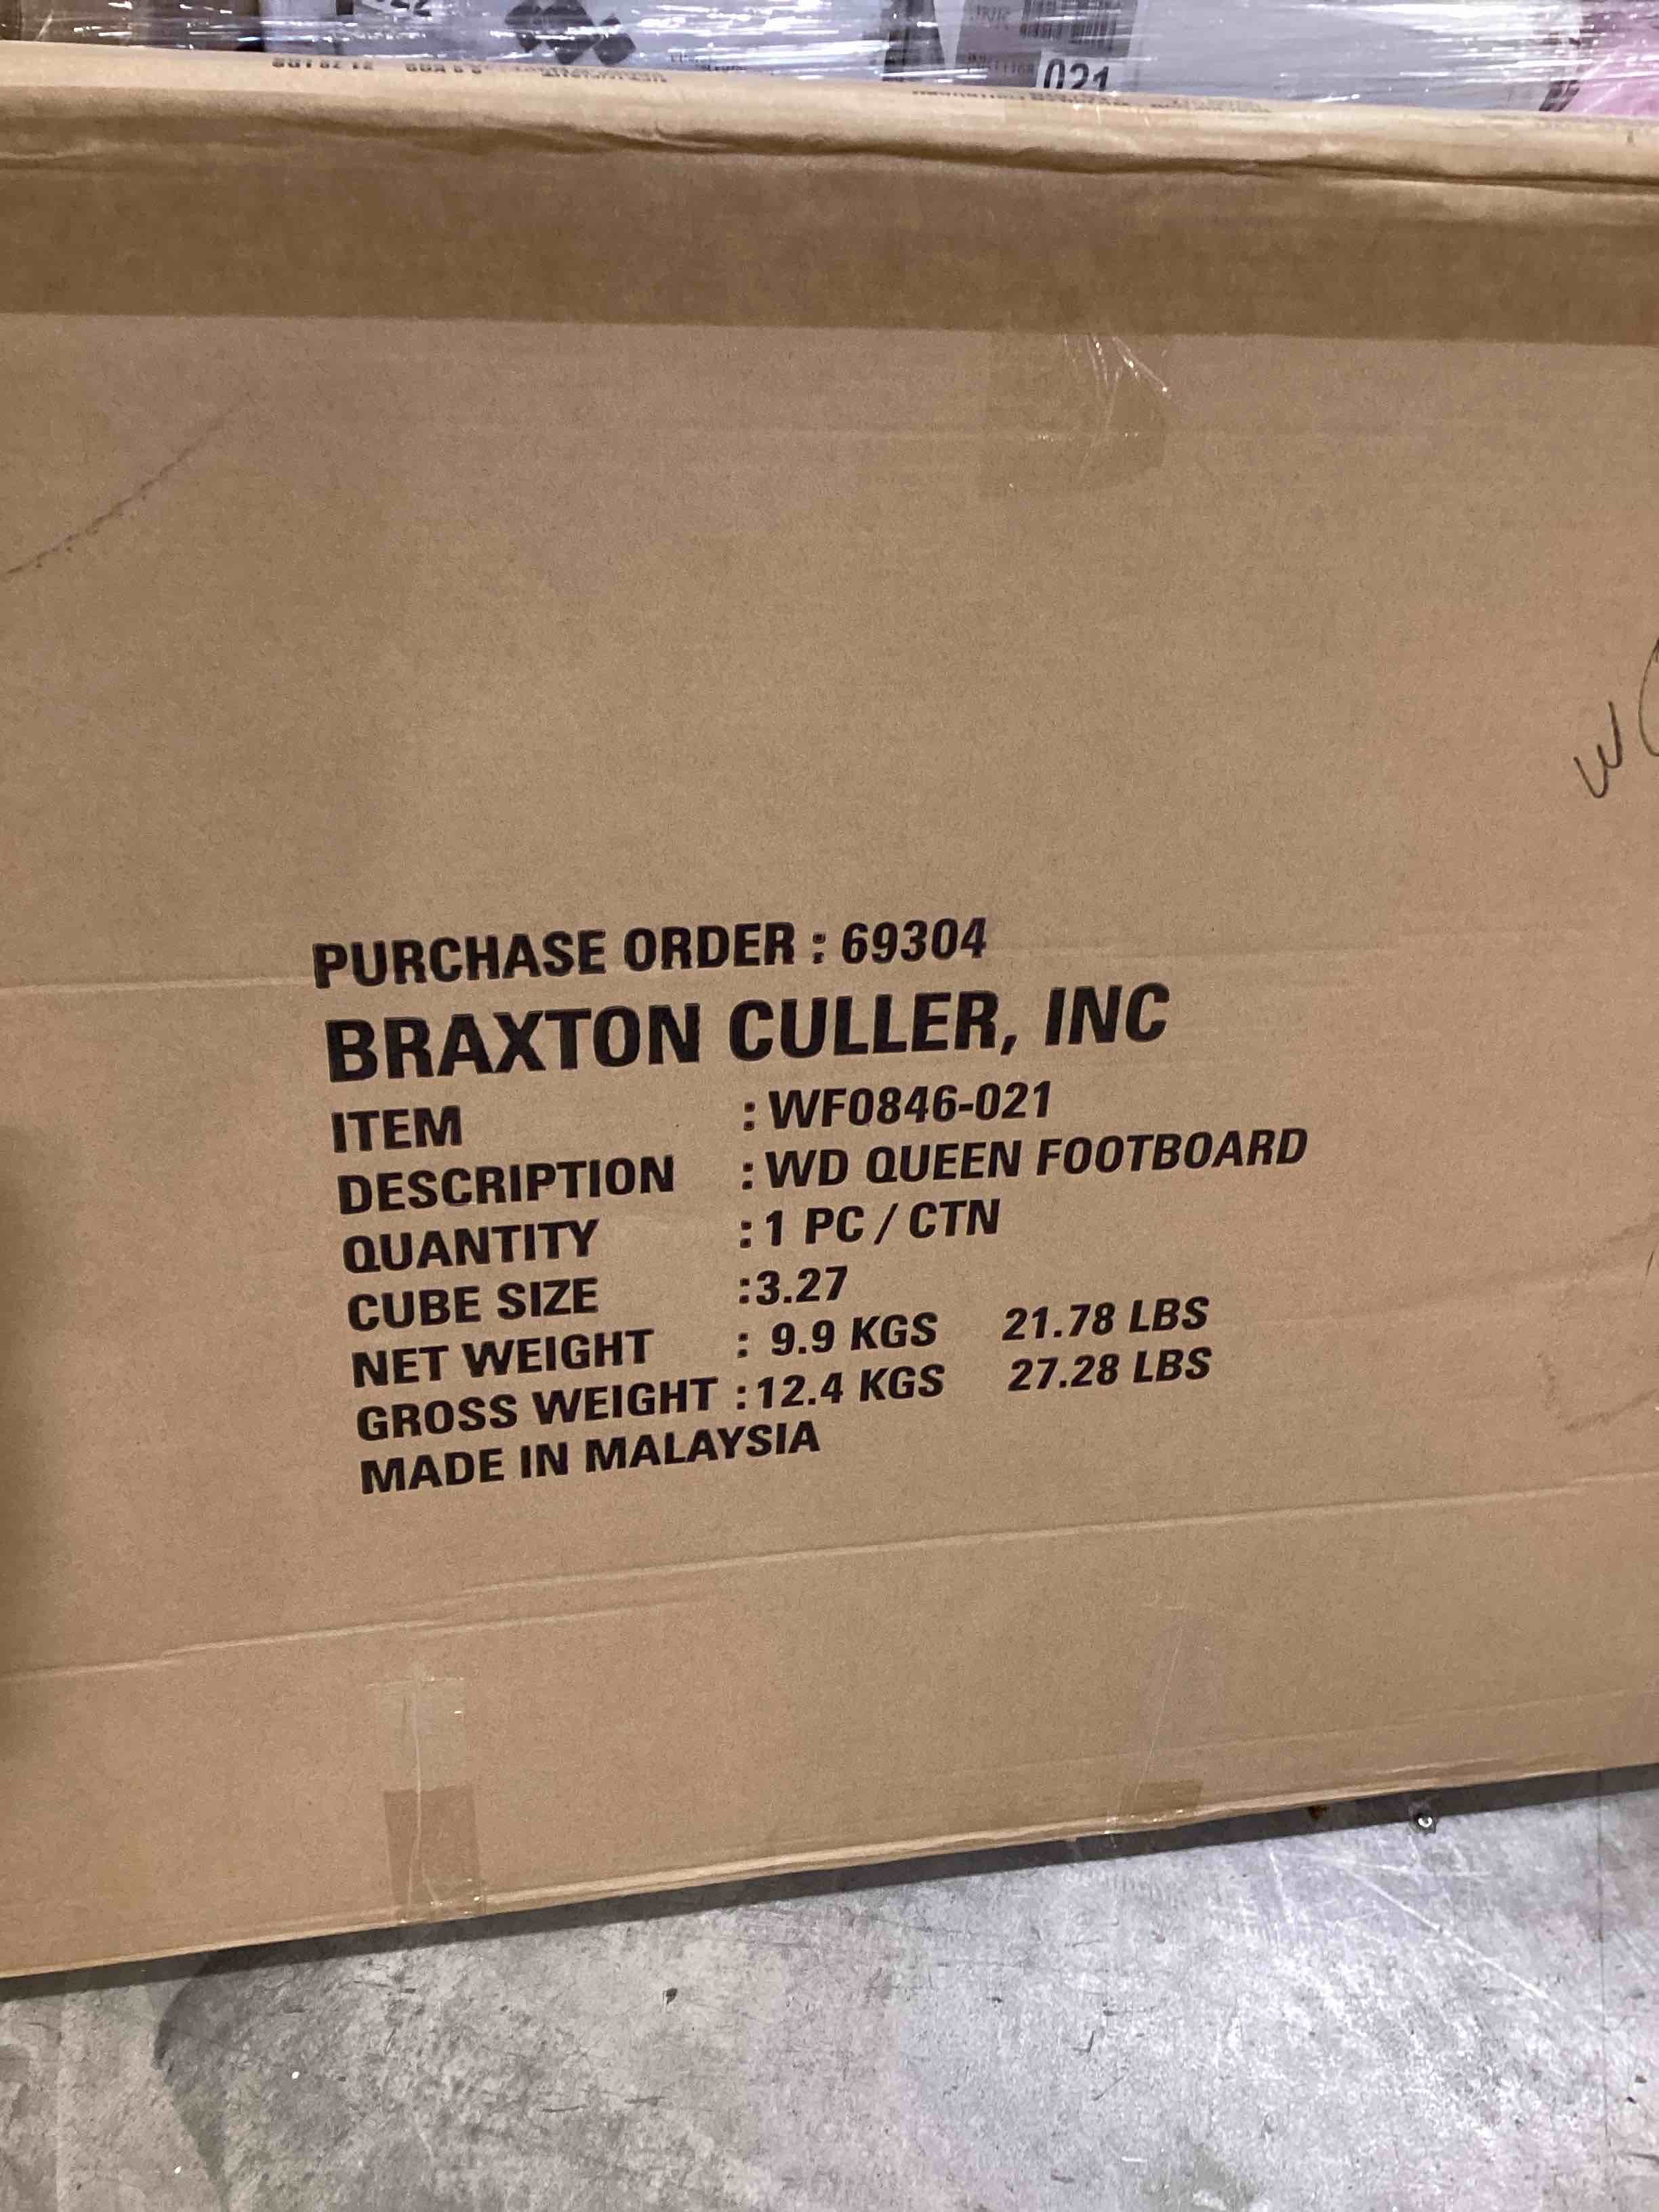 021
PURCHASE ORDER : 69304
BRAXTON CULLER, INC
ITEM : WF0846-021
DESCRIPTION : WD QUEEN FOOTBOARD
QUANTITY : 1 PC / CTN
CUBE SIZE :3.27
NET WEIGHT : 9.9 KGS 21.78 LBS
GROSS WEIGHT : 12.4 KGS 27.28 LBS
MADE IN MALAYSIA